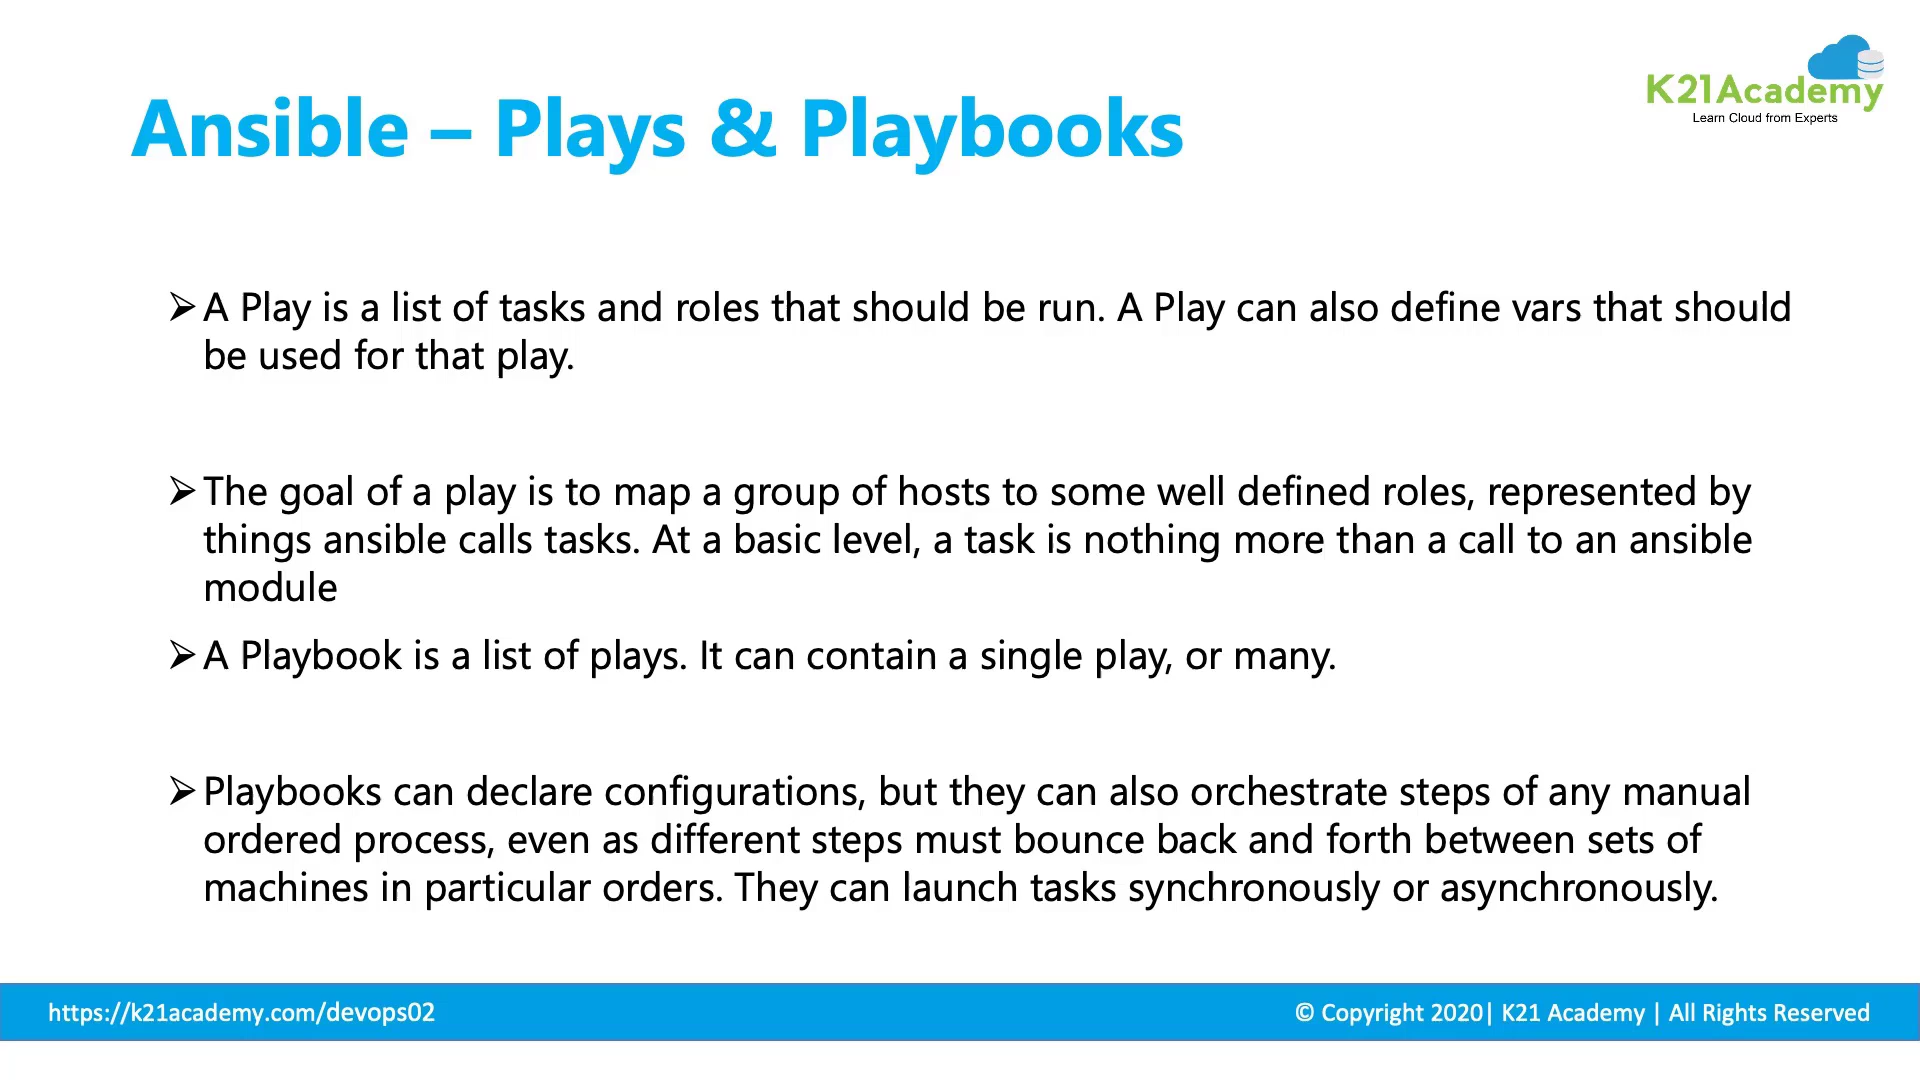 K21Academy
Learn Cloud from Experts
Ansible – Plays & Playbooks
➢A Play is a list of tasks and roles that should be run. A Play can also define vars that should
be used for that play.
➢The goal of a play is to map a group of hosts to some well defined roles, represented by
things ansible calls tasks. At a basic level, a task is nothing more than a call to an ansible
module
➢A Playbook is a list of plays. It can contain a single play, or many.
➢Playbooks can declare configurations, but they can also orchestrate steps of any manual
ordered process, even as different steps must bounce back and forth between sets of
machines in particular orders. They can launch tasks synchronously or asynchronously.
https://k21academy.com/devops02
© Copyright 2020| K21 Academy | All Rights Reserved